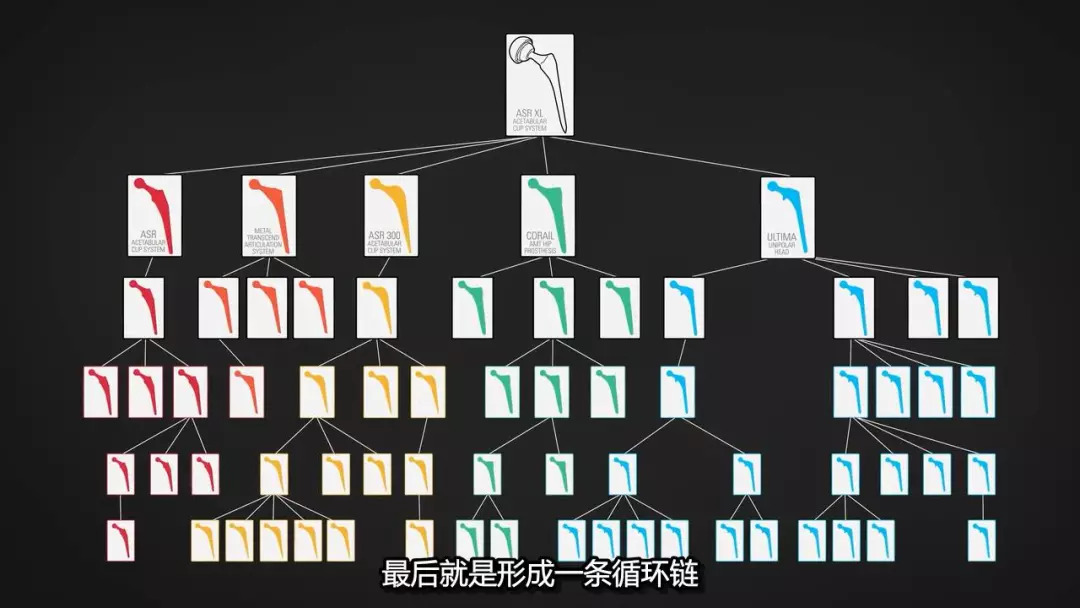 ASR XL
ACETABULAR
CUP SYSTEM
ASR
ACETABULAR
CUP SYSTEM
METAL
TRANSCEND
ARTICULATION
SYSTEM
ASR 300
ACETABULAR
CUP SYSTEM
CORAIL
AMT HIP
PROSTHESIS
ULTIMA
UNIPOLAR
HEAD
最后就是形成一条循环链